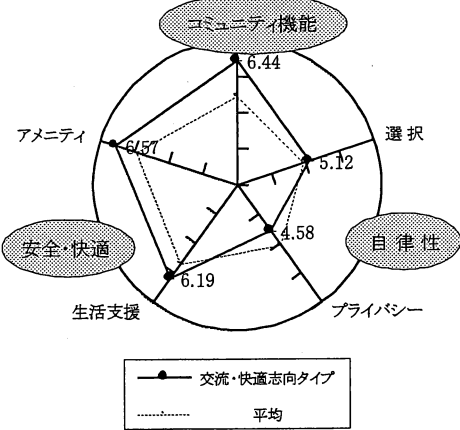 コミュニティ機能
6.44
アメニティ
6.57
選択
5.12
4.58
安全・快適
自律性
6.19
生活支援
プライバシー
交流・快適志向タイプ
平均